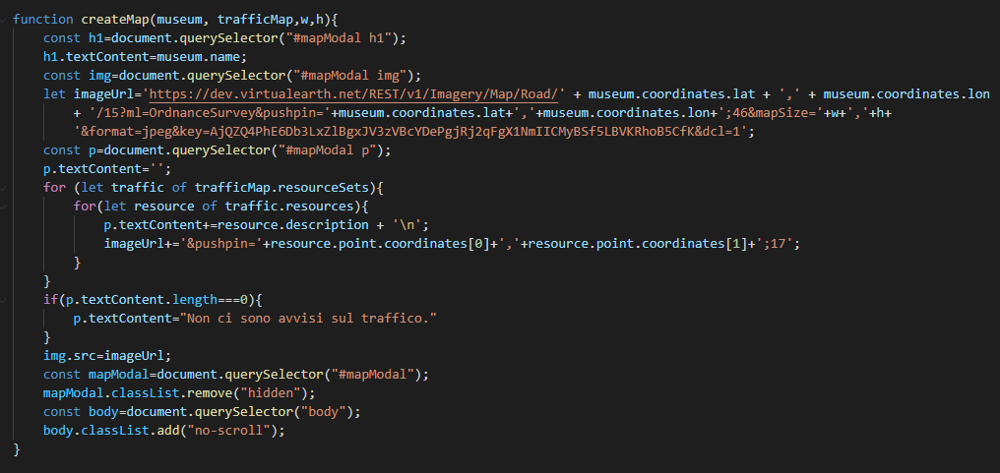 function createMap(museum, trafficMap,w,h){
    const h1=document.querySelector("#mapModal h1");
    h1.textContent=museum.name;
    const img=document.querySelector("#mapModal img");
    let imageUrl='https://dev.virtualearth.net/REST/v1/Imagery/Map/Road/' + museum.coordinates.lat + ',' + museum.coordinates.lon
        + '/15?ml=OrdnanceSurvey&pushpin='+museum.coordinates.lat+','+museum.coordinates.lon+';46&mapSize='+w+','+h+
        '&format=jpeg&key=AjQZQ4PhE6Db3LxZlBgxJV3zVBcYDePgjRj2qFgX1NmIICMyBSf5LBVKRhoB5CfK&dcl=1';
    const p=document.querySelector("#mapModal p");
    p.textContent='';
    for (let traffic of trafficMap.resourceSets){
        for(let resource of traffic.resources){
            p.textContent+=resource.description + '\n';
            imageUrl+='&pushpin='+resource.point.coordinates[0]+','+resource.point.coordinates[1]+';17';
        }
    }
    if(p.textContent.length===0){
        p.textContent="Non ci sono avvisi sul traffico."
    }
    img.src=imageUrl;
    const mapModal=document.querySelector("#mapModal");
    mapModal.classList.remove("hidden");
    const body=document.querySelector("body");
    body.classList.add("no-scroll");
}